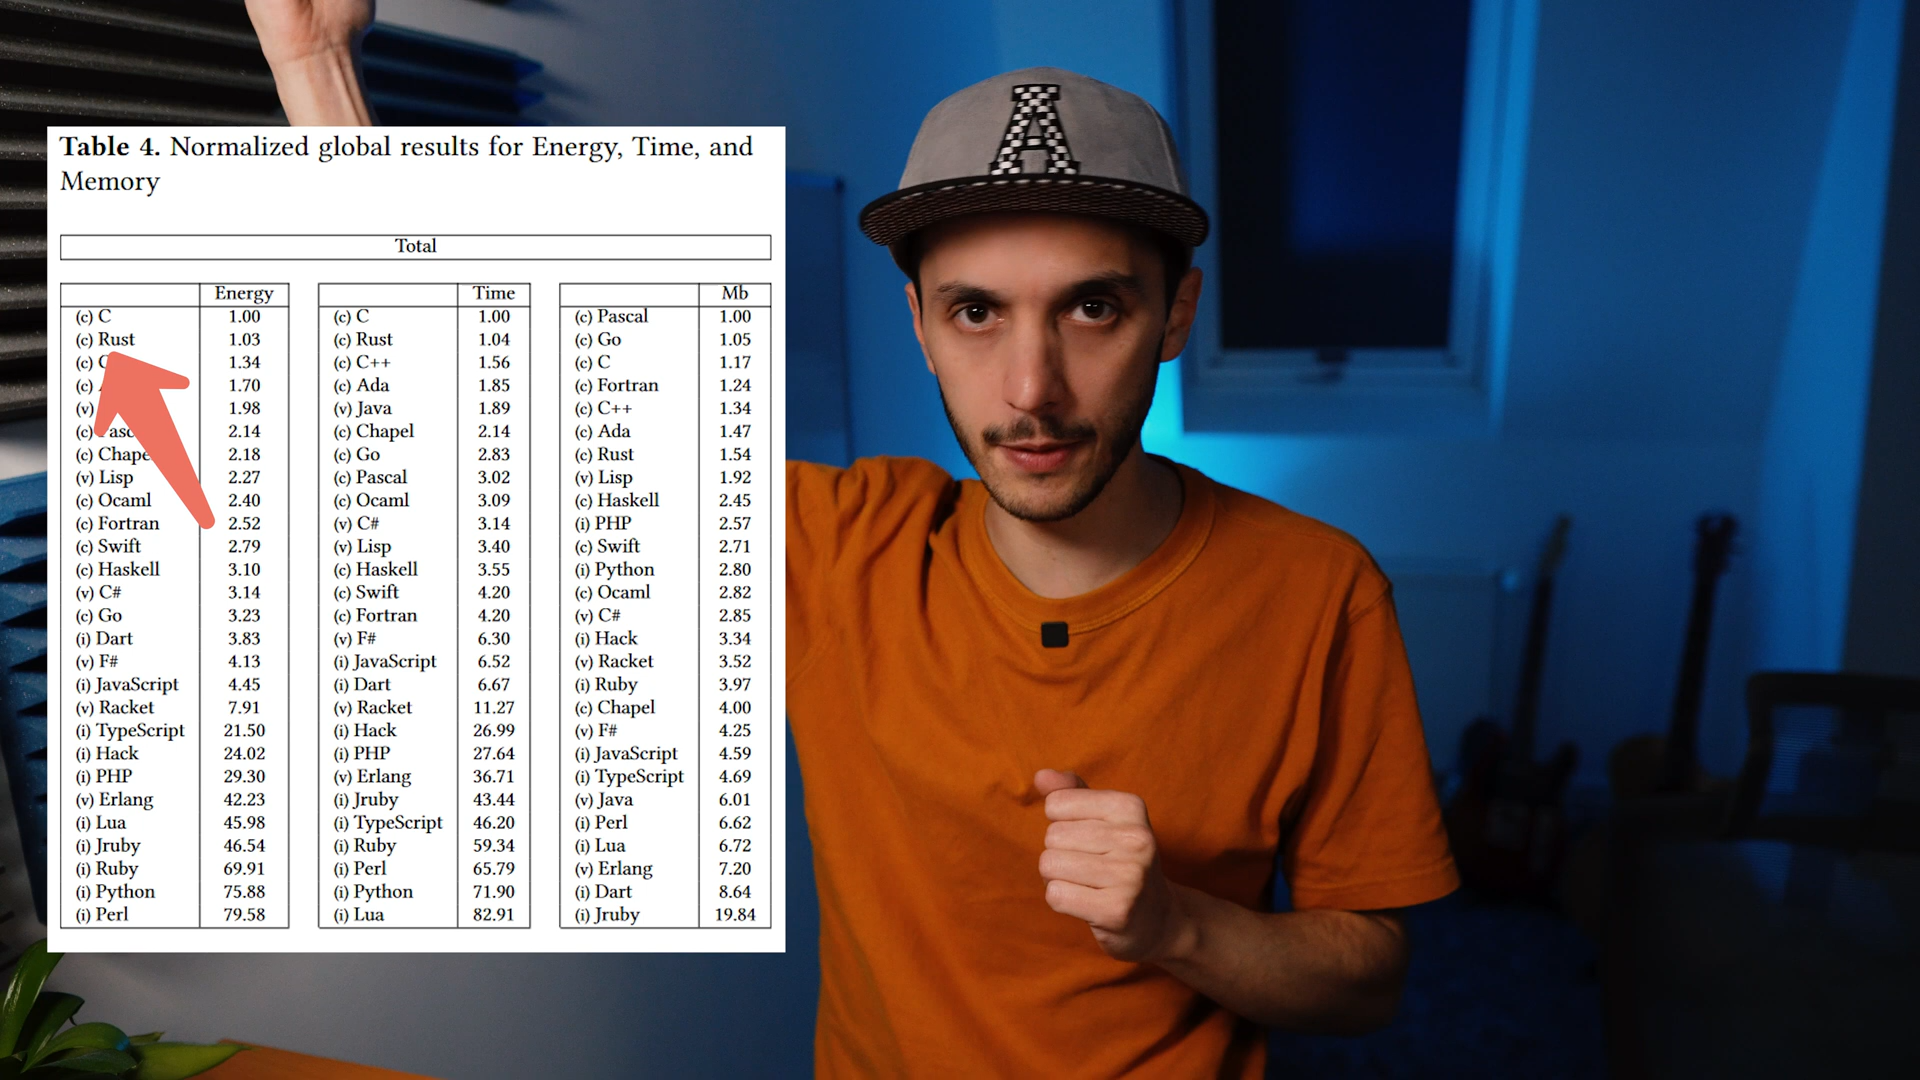 A
Table 4. Normalized global results for Energy, Time, and
Memory
Total
Energy
(c) C 1.00
(c) Rust 1.03
(c) 1.34
(c) 1.70
(v) 1.98
(c) 2.14
(c) 2.18
(v) Lisp 2.27
(c) Ocaml 2.40
(c) Fortran 2.52
(c) Swift 2.79
(c) Haskell 3.10
(v) C# 3.14
(c) Go 3.23
(i) Dart 3.83
(v) F# 4.13
(i) JavaScript 4.45
(v) Racket 7.91
(i) TypeScript 21.50
(i) Hack 24.02
(i) PHP 29.30
(v) Erlang 42.23
(i) Lua 45.98
(i) Jruby 46.54
(i) Ruby 69.91
(i) Python 75.88
(i) Perl 79.58
Time
(c) C 1.00
(c) Rust 1.04
(c) C++ 1.56
(c) Ada 1.85
(v) Java 1.89
(c) Chapel 2.14
(c) Go 2.83
(c) Pascal 3.02
(c) Ocaml 3.09
(v) C# 3.14
(v) Lisp 3.40
(c) Haskell 3.55
(c) Swift 4.20
(c) Fortran 4.20
(v) F# 6.30
(i) JavaScript 6.52
(i) Dart 6.67
(v) Racket 11.27
(i) Hack 26.99
(i) PHP 27.64
(v) Erlang 36.71
(i) Jruby 43.44
(i) TypeScript 46.20
(i) Ruby 59.34
(i) Perl 65.79
(i) Python 71.90
(i) Lua 82.91
Mb
(c) Pascal 1.00
(c) Go 1.05
(c) C 1.17
(c) Fortran 1.24
(c) C++ 1.34
(c) Ada 1.47
(c) Rust 1.54
(v) Lisp 1.92
(c) Haskell 2.45
(i) PHP 2.57
(c) Swift 2.71
(i) Python 2.80
(c) Ocaml 2.82
(v) C# 2.85
(i) Hack 3.34
(v) Racket 3.52
(i) Ruby 3.97
(c) Chapel 4.00
(v) F# 4.25
(i) JavaScript 4.59
(i) TypeScript 4.69
(v) Java 6.01
(i) Perl 6.62
(i) Lua 6.72
(v) Erlang 7.20
(i) Dart 8.64
(i) Jruby 19.84